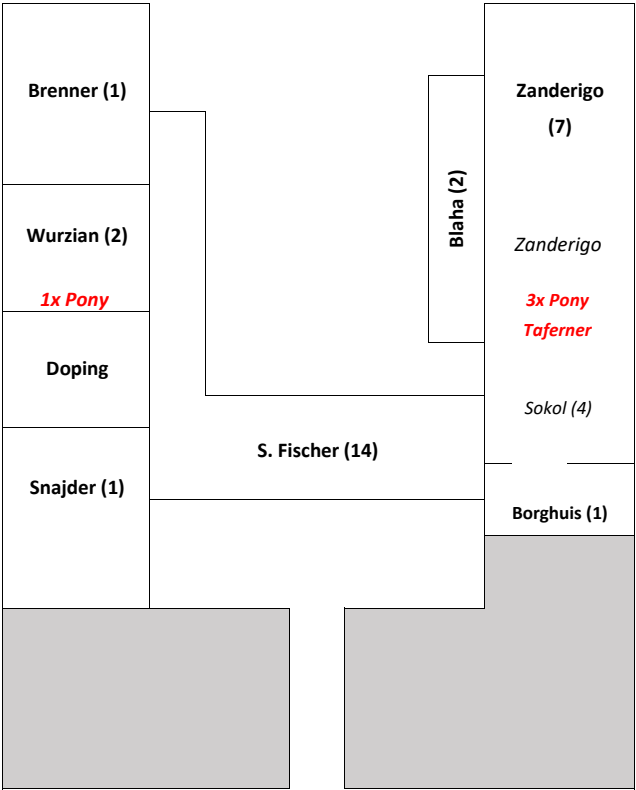 Brenner (1)
Wurzian (2)
1x Pony
Doping
Snajder (1)
S. Fischer (14)
Blaha (2)
Zanderigo
(7)
Zanderigo
3x Pony
Taferner
Sokol (4)
Borghuis (1)